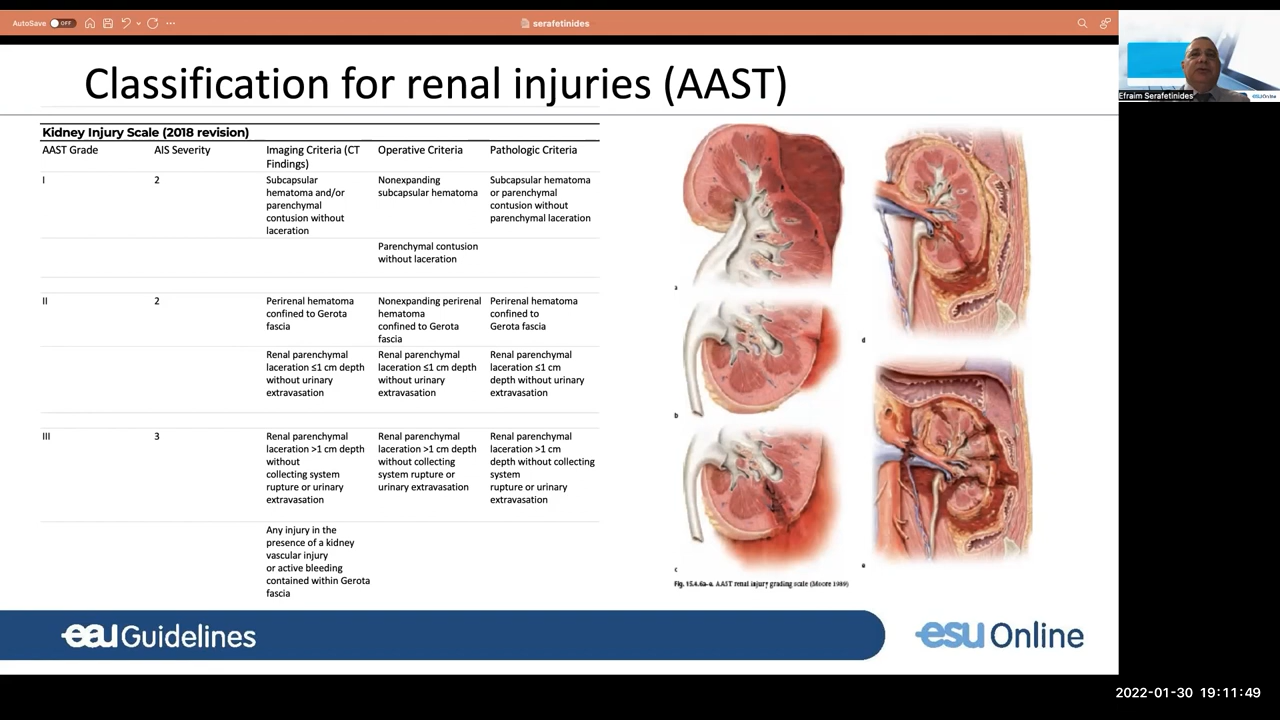 AutoSave OFF
serafetinides
Efraim Serafetinides
Classification for renal injuries (AAST)
Kidney Injury Scale (2018 revision)
AAST Grade
AIS Severity
Imaging Criteria (CT
Findings)
Operative Criteria
Pathologic Criteria
I
2
Subcapsular
hematoma and/or
parenchymal
contusion without
laceration
Nonexpanding
subcapsular hematoma
Subcapsular hematoma
or parenchymal
contusion without
parenchymal laceration
Parenchymal contusion
without laceration
II
2
Perirenal hematoma
confined to Gerota
fascia
Nonexpanding perirenal
hematoma
confined to Gerota
fascia
Perirenal hematoma
confined to
Gerota fascia
Renal parenchymal
laceration ≤1 cm depth
without urinary
extravasation
Renal parenchymal
laceration ≤1 cm depth
without urinary
extravasation
Renal parenchymal
laceration ≤1 cm
depth without urinary
extravasation
III
3
Renal parenchymal
laceration >1 cm depth
without
collecting system
rupture or urinary
extravasation
Renal parenchymal
laceration >1 cm depth
without collecting
system rupture or
urinary extravasation
Renal parenchymal
laceration >1 cm
depth without collecting
system
rupture or urinary
extravasation
Any injury in the
presence of a kidney
vascular injury
or active bleeding
contained within Gerota
fascia
a
b
c
d
e
Fig. 15.4.6a-e. AAST renal injury grading scale (Moore 1989)
eau Guidelines
esu Online
2022-01-30 19:11:49